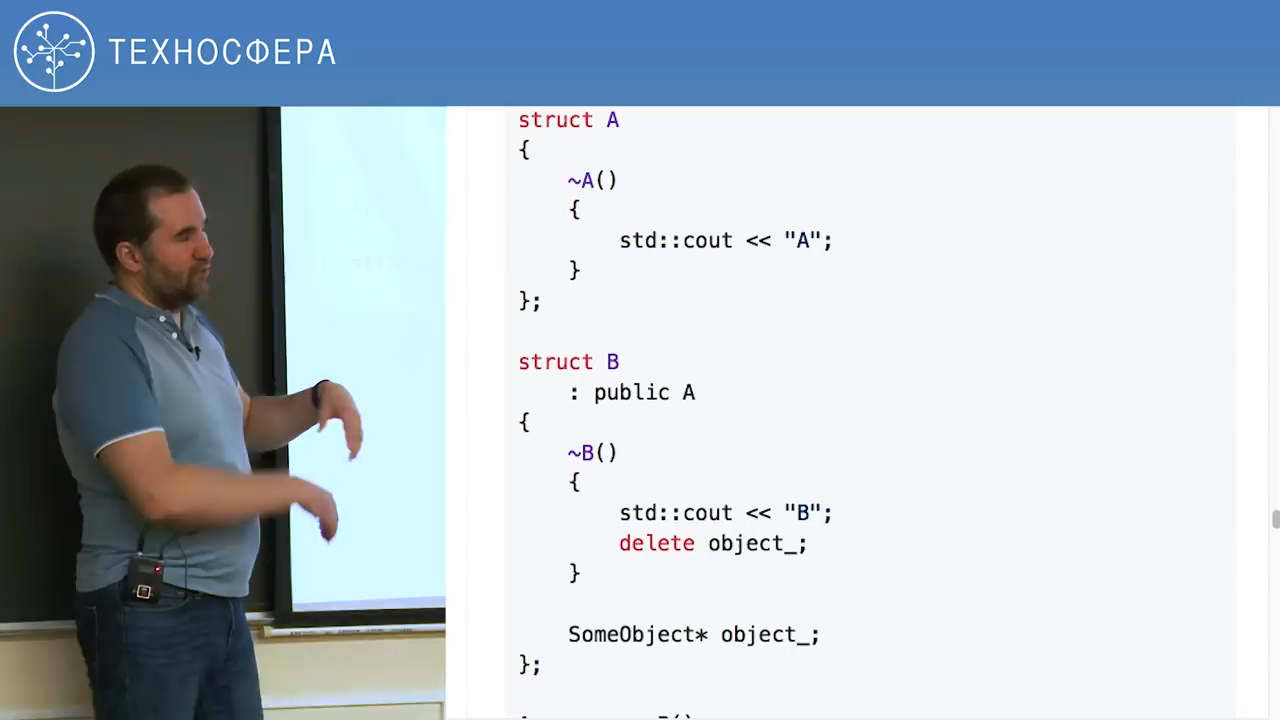 ТЕХНОСФЕРА
struct A
{
    ~A()
    {
        std::cout << "A";
    }
};
struct B
    : public A
{
    ~B()
    {
        std::cout << "B";
        delete object_;
    }
    SomeObject* object_;
};